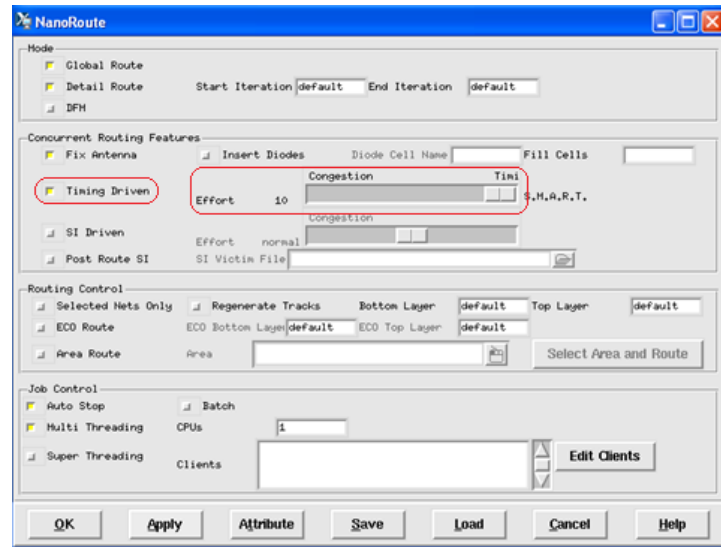 NanoRoute
Mode
Global Route
Detail Route Start Iteration default End Iteration default
DFM
Concurrent Routing Features
Fix Antenna Insert Diodes Diode Cell Name Fill Cells
Congestion Timi
Timing Driven Effort 10 S.M.A.R.T.
Congestion
SI Driven Effort normal
Post Route SI SI Victim File
Routing Control
Selected Nets Only Regenerate Tracks Bottom Layer default Top Layer default
ECO Route ECO Bottom Layer default ECO Top Layer default
Area Route Area Select Area and Route
Job Control
Auto Stop Batch
Multi Threading CPUs 1
Super Threading Clients Edit Clients
OK Apply Attribute Save Load Cancel Help